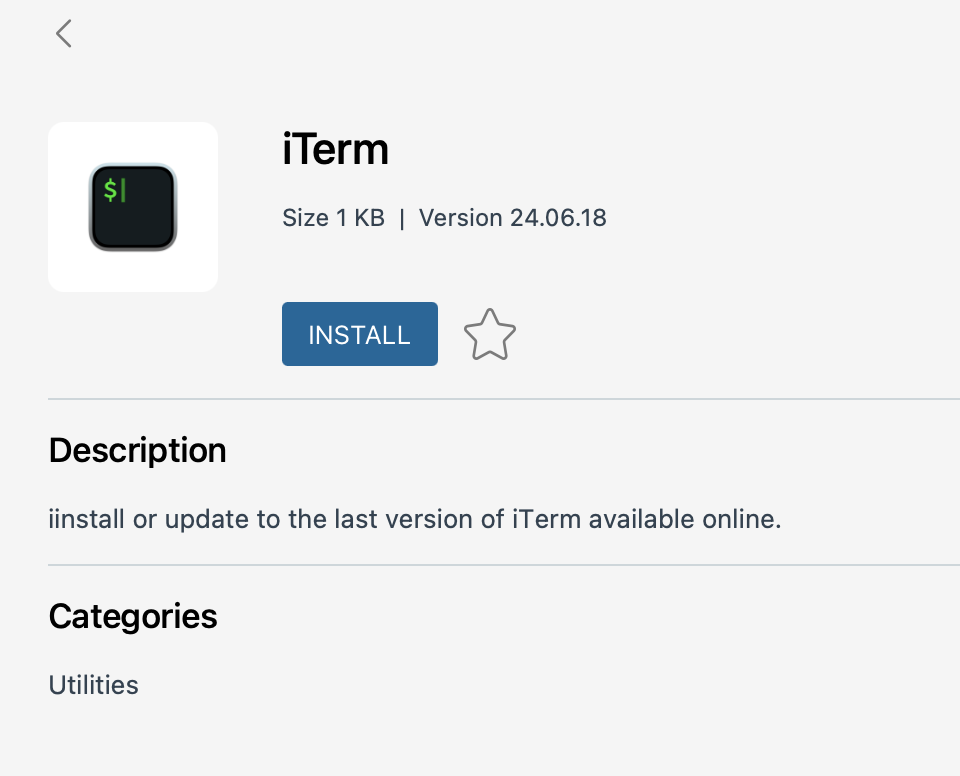 $
iTerm
Size 1 KB | Version 24.06.18
INSTALL
Description
iinstall or update to the last version of iTerm available online.
Categories
Utilities